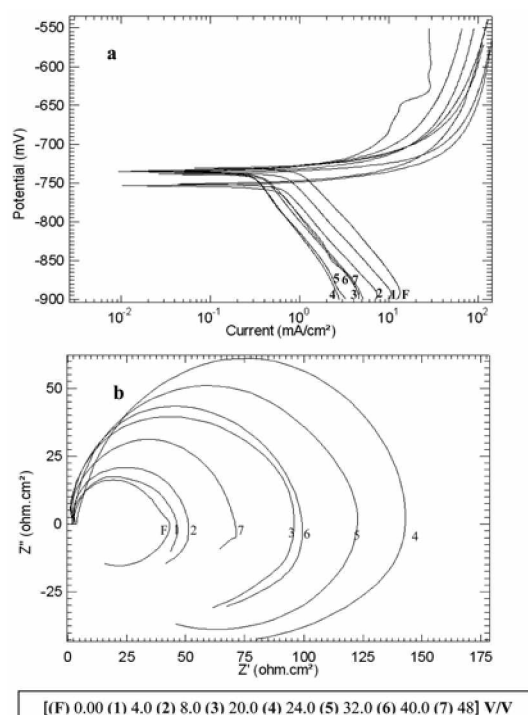 -550
a
-600
-650
-700
-750
-800
-850
-900
Potential (mV)
5 6 7
4 3 2 1 F
10⁻² 10⁻¹ 10⁰ 10¹ 10²
Current (mA/cm²)
50
b
25
0
-25
Z'' (ohm.cm²)
F 1 2 7 3 6 5 4
0 25 50 75 100 125 150 175
Z' (ohm.cm²)
[(F) 0.00 (1) 4.0 (2) 8.0 (3) 20.0 (4) 24.0 (5) 32.0 (6) 40.0 (7) 48] V/V